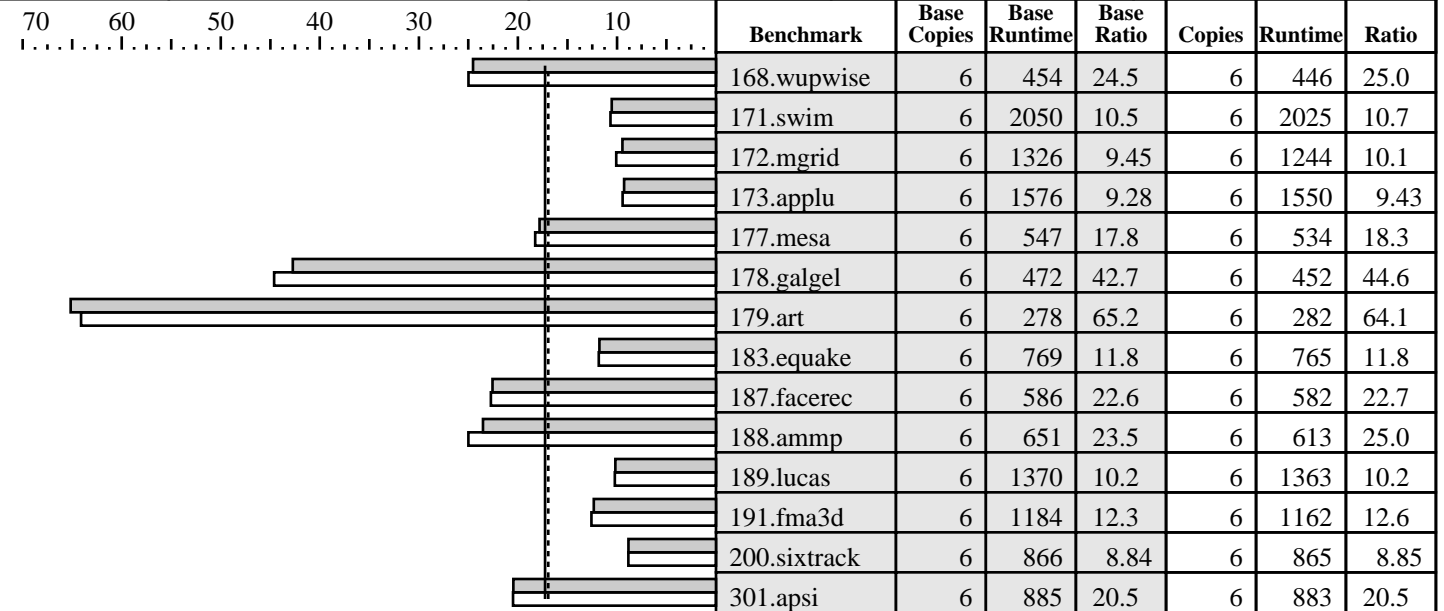 70 60 50 40 30 20 10
Benchmark Base Copies Base Runtime Base Ratio Copies Runtime Ratio
168.wupwise 6 454 24.5 6 446 25.0
171.swim 6 2050 10.5 6 2025 10.7
172.mgrid 6 1326 9.45 6 1244 10.1
173.applu 6 1576 9.28 6 1550 9.43
177.mesa 6 547 17.8 6 534 18.3
178.galgel 6 472 42.7 6 452 44.6
179.art 6 278 65.2 6 282 64.1
183.equake 6 769 11.8 6 765 11.8
187.facerec 6 586 22.6 6 582 22.7
188.ammp 6 651 23.5 6 613 25.0
189.lucas 6 1370 10.2 6 1363 10.2
191.fma3d 6 1184 12.3 6 1162 12.6
200.sixtrack 6 866 8.84 6 865 8.85
301.apsi 6 885 20.5 6 883 20.5